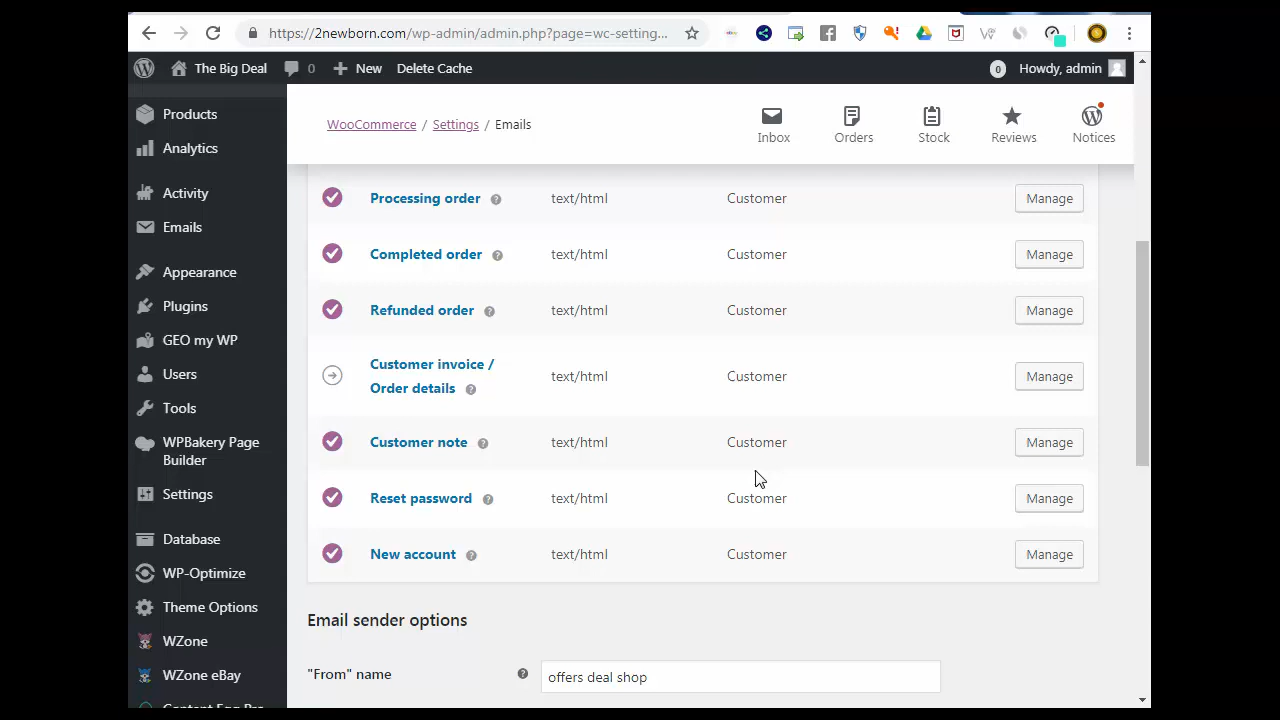 https://2newborn.com/wp-admin/admin.php?page=wc-setting...
The Big Deal 0 New Delete Cache 0 Howdy, admin
Products
Analytics
Activity
Emails
Appearance
Plugins
GEO my WP
Users
Tools
WPBakery Page
Builder
Settings
Database
WP-Optimize
Theme Options
WZone
WZone eBay
Content Egg Pro
WooCommerce / Settings / Emails
Inbox Orders Stock Reviews Notices
Processing order ? text/html Customer Manage
Completed order ? text/html Customer Manage
Refunded order ? text/html Customer Manage
Customer invoice /
Order details ? text/html Customer Manage
Customer note ? text/html Customer Manage
Reset password ? text/html Customer Manage
New account ? text/html Customer Manage
Email sender options
"From" name ? offers deal shop